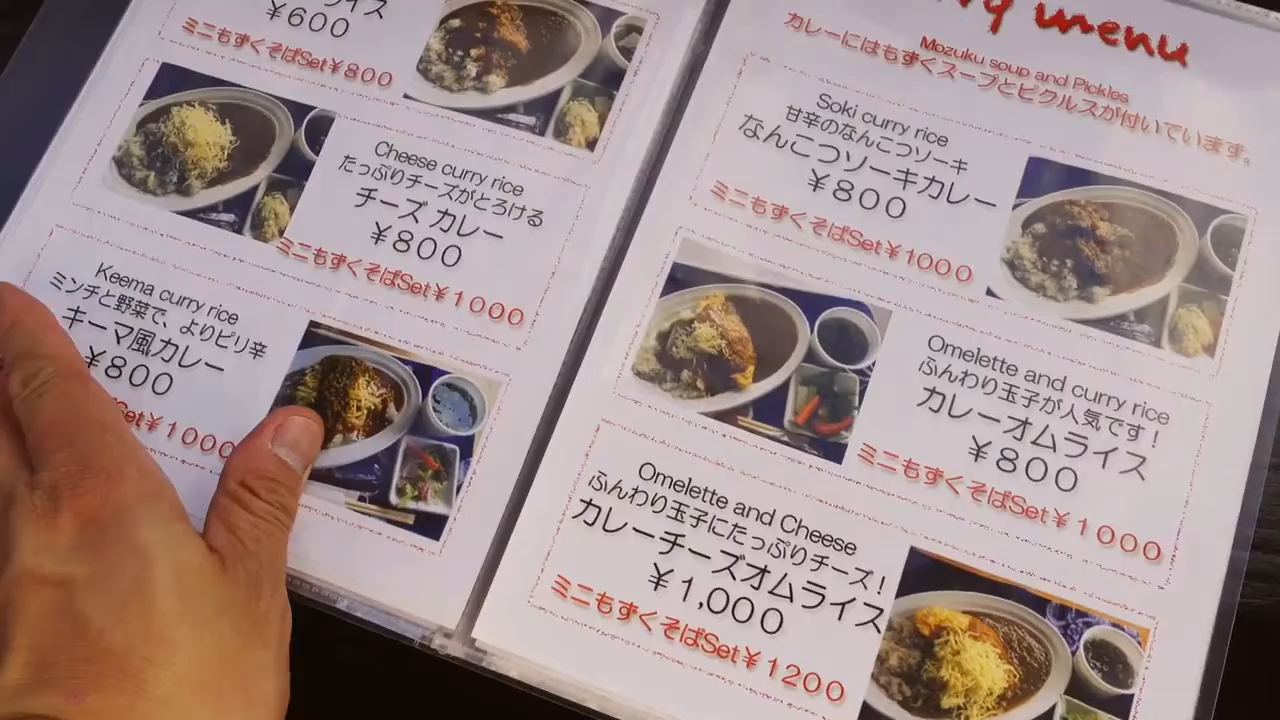 ライス
￥600
ミニもずくそばSet￥800
Cheese curry rice
たっぷりチーズがとろける
チーズ カレー
￥800
ミニもずくそばSet￥1000
Keema curry rice
ミンチと野菜で、よりピリ辛
キーマ風カレー
￥800
Set￥1000
menu
Mozuku soup and Pickles
カレーにはもずくスープとピクルスが付いています。
Soki curry rice
甘辛のなんこつソーキ
なんこつソーキカレー
￥800
ミニもずくそばSet￥1000
Omelette and curry rice
ふんわり玉子が人気です！
カレーオムライス
￥800
ミニもずくそばSet￥1000
Omelette and Cheese
ふんわり玉子にたっぷりチーズ！
カレーチーズオムライス
￥1,000
ミニもずくそばSet￥1200